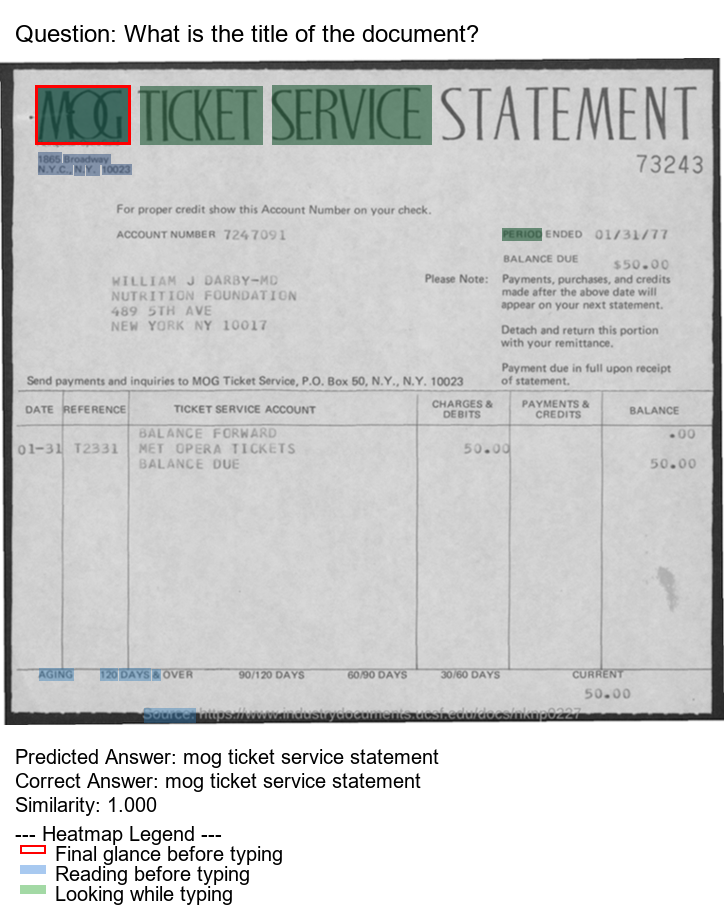 Question: What is the title of the document?
MOG TICKET SERVICE STATEMENT
1865 Broadway
N.Y.C., N.Y. 10023
73243
For proper credit show this Account Number on your check.
ACCOUNT NUMBER 7247091
PERIOD ENDED 01/31/77
BALANCE DUE $50.00
WILLIAM J DARBY-MD
NUTRITION FOUNDATION
489 5TH AVE
NEW YORK NY 10017
Please Note: Payments, purchases, and credits
made after the above date will
appear on your next statement.
Detach and return this portion
with your remittance.
Payment due in full upon receipt
of statement.
Send payments and inquiries to MOG Ticket Service, P.O. Box 50, N.Y., N.Y. 10023
DATE REFERENCE TICKET SERVICE ACCOUNT CHARGES & DEBITS PAYMENTS & CREDITS BALANCE
BALANCE FORWARD .00
01-31 T2331 MET OPERA TICKETS 50.00
BALANCE DUE 50.00
AGING 120 DAYS & OVER 90/120 DAYS 60/90 DAYS 30/60 DAYS CURRENT
50.00
Source: https://www.industrydocuments.ucsf.edu/docs/nknp0227
Predicted Answer: mog ticket service statement
Correct Answer: mog ticket service statement
Similarity: 1.000
--- Heatmap Legend ---
Final glance before typing
Reading before typing
Looking while typing